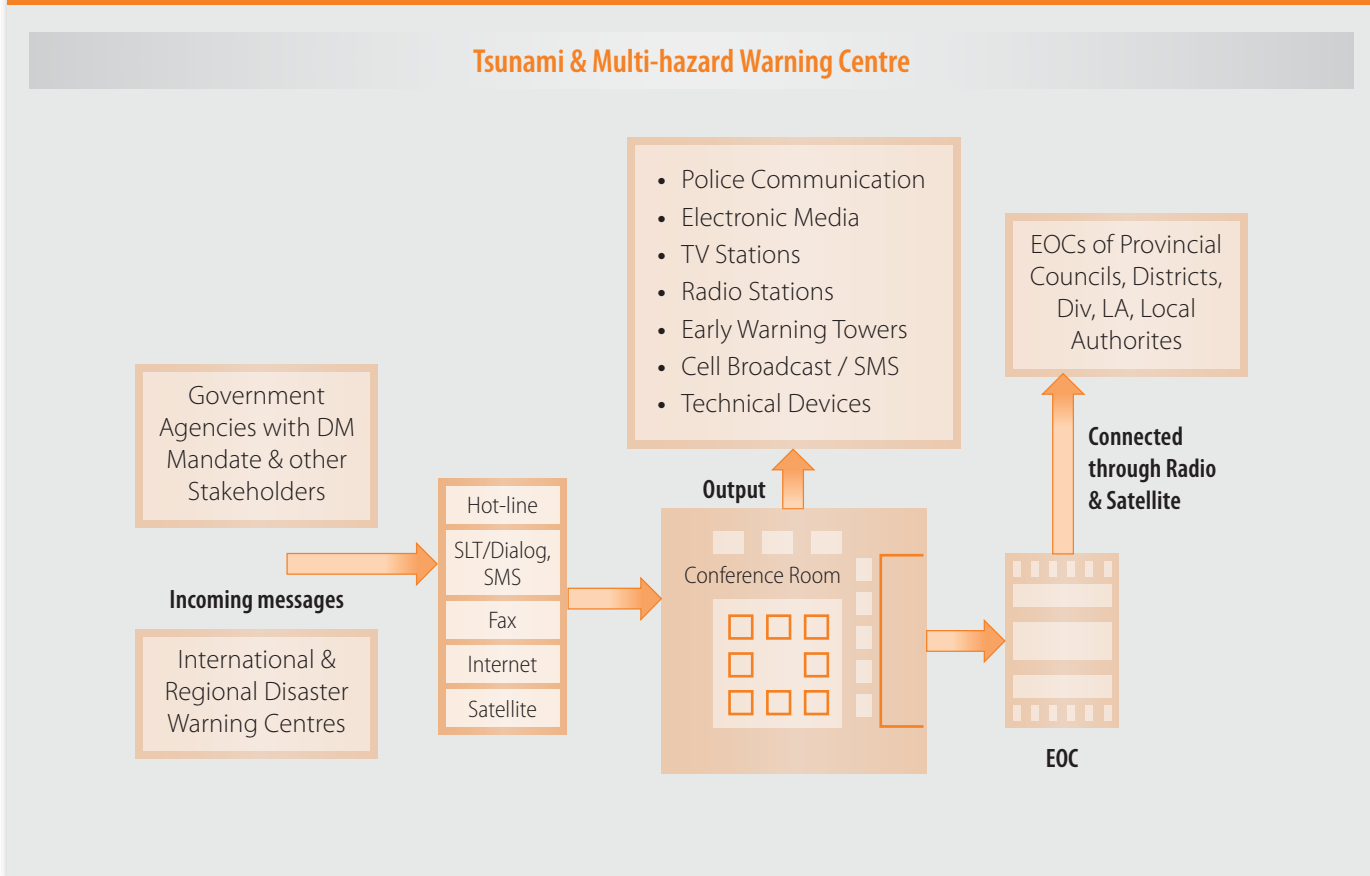 Tsunami & Multi-hazard Warning Centre
• Police Communication
• Electronic Media
• TV Stations
• Radio Stations
• Early Warning Towers
• Cell Broadcast / SMS
• Technical Devices
EOCs of Provincial
Councils, Districts,
Div, LA, Local
Authorites
Government
Agencies with DM
Mandate & other
Stakeholders
Incoming messages
International &
Regional Disaster
Warning Centres
Hot-line
SLT/Dialog,
SMS
Fax
Internet
Satellite
Output
Conference Room
Connected
through Radio
& Satellite
EOC